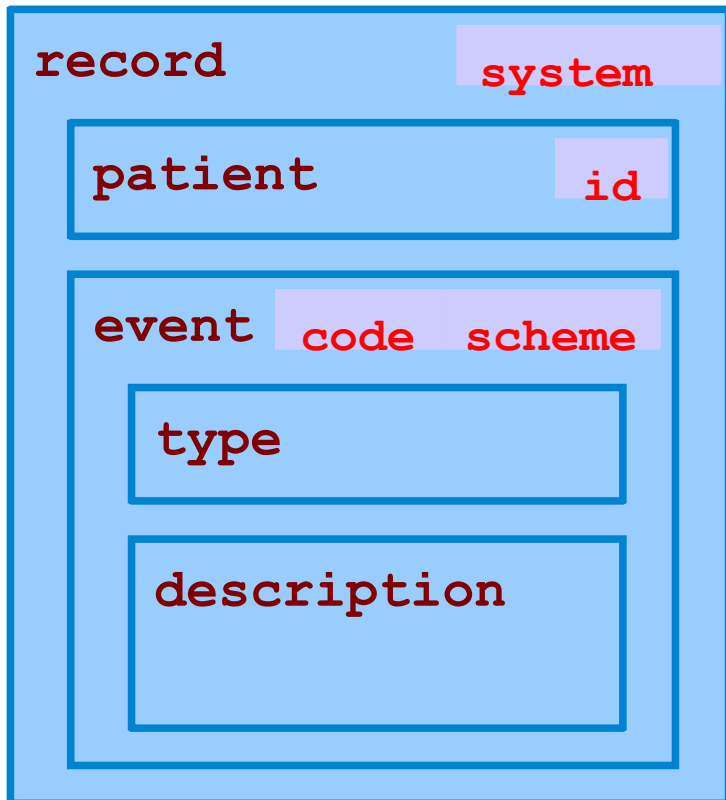 record system
patient id
event code scheme
type
description